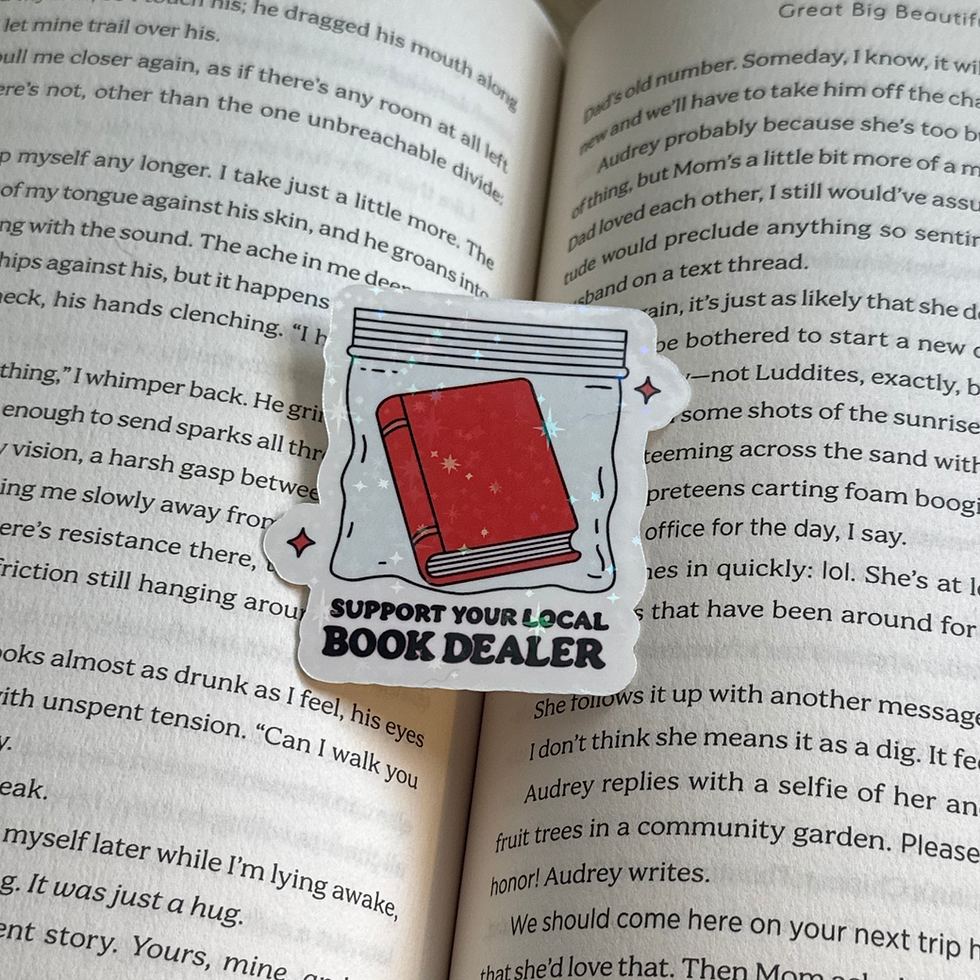 his; he dragged his mouth along
let mine trail over his.
pull me closer again, as if there's any room at all left
ere's not, other than the one unbreachable divide:
p myself any longer. I take just a little more. The
of my tongue against his skin, and he groans into
ng with the sound. The ache in me deep
hips against his, but it happens
neck, his hands clenching. "I h
thing," I whimper back. He grin
enough to send sparks all thr
y vision, a harsh gasp betwee
ing me slowly away from
ere's resistance there,
friction still hanging arou
ooks almost as drunk as I feel, his eyes
with unspent tension. "Can I walk you
y.
eak.
myself later while I'm lying awake,
g. It was just a hug.
ent story. Yours, mine,
Great Big Beautifu
Dad's old number. Someday, I know, it wil
new and we'll have to take him off the cha
Audrey probably because she's too b
of thing, but Mom's a little bit more of a m
Dad loved each other, I still would've assu
tude would preclude anything so sentin
sband on a text thread.
ain, it's just as likely that she d
be bothered to start a new
y—not Luddites, exactly, b
some shots of the sunrise
teeming across the sand with
preteens carting foam boogi
office for the day, I say.
nes in quickly: lol. She's at l
s that have been around for
She follows it up with another message
I don't think she means it as a dig. It fee
Audrey replies with a selfie of her an
fruit trees in a community garden. Please
honor! Audrey writes.
We should come here on your next trip h
that she'd love that. Then Mom
SUPPORT YOUR LOCAL
BOOK DEALER